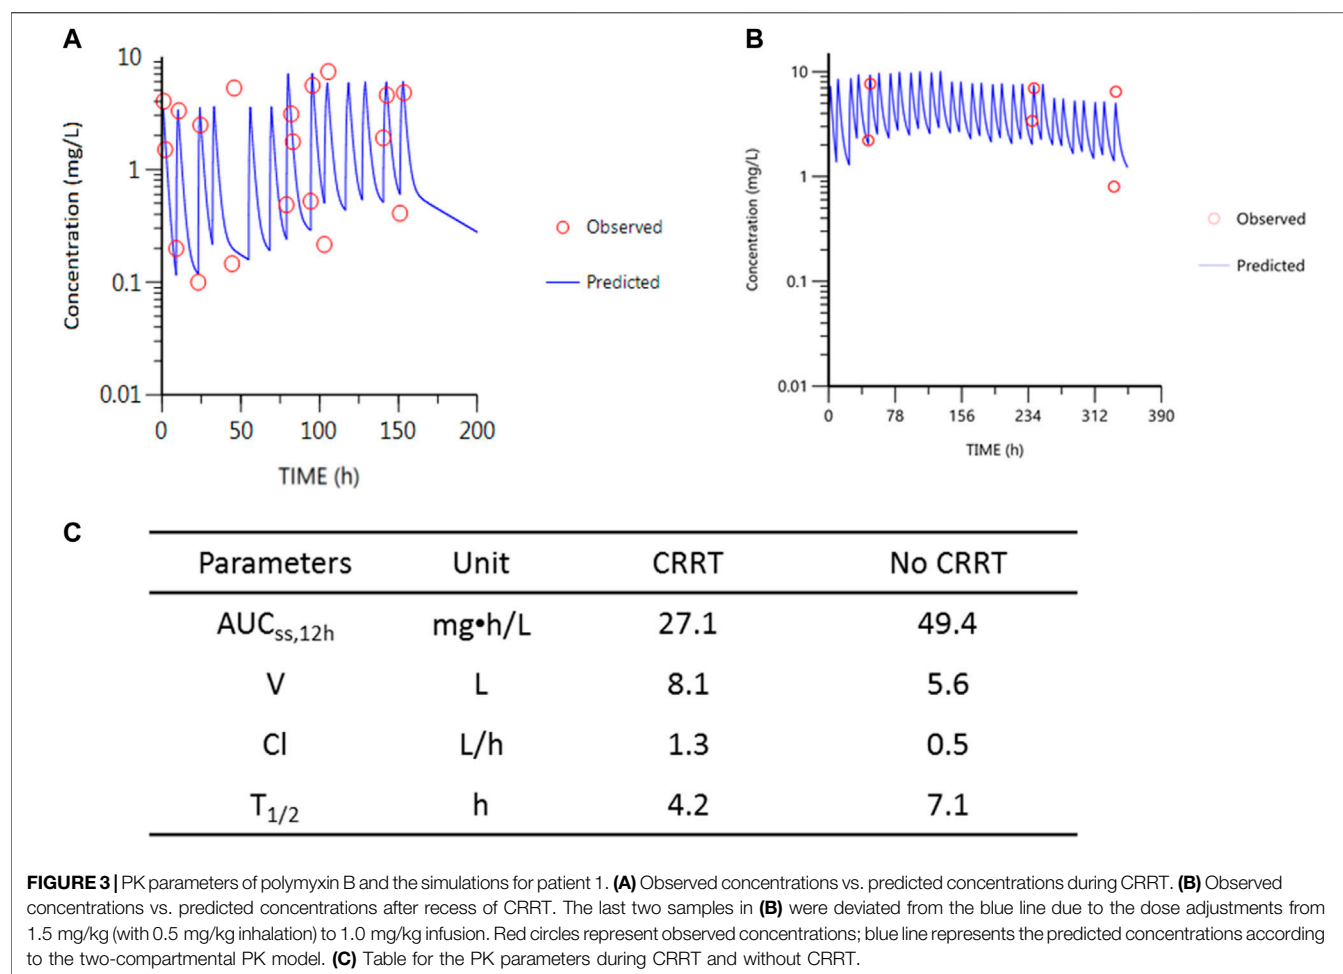 A
10
1
0.1
0.01
Concentration (mg/L)
0 50 100 150 200
TIME (h)
Observed
Predicted
B
10
1
0.1
0.01
Concentration (mg/L)
0 78 156 234 312 390
TIME (h)
Observed
Predicted
C
Parameters Unit CRRT No CRRT
AUCss,12h mg•h/L 27.1 49.4
V L 8.1 5.6
Cl L/h 1.3 0.5
T1/2 h 4.2 7.1
FIGURE 3 | PK parameters of polymyxin B and the simulations for patient 1. (A) Observed concentrations vs. predicted concentrations during CRRT. (B) Observed
concentrations vs. predicted concentrations after recess of CRRT. The last two samples in (B) were deviated from the blue line due to the dose adjustments from
1.5 mg/kg (with 0.5 mg/kg inhalation) to 1.0 mg/kg infusion. Red circles represent observed concentrations; blue line represents the predicted concentrations according
to the two-compartmental PK model. (C) Table for the PK parameters during CRRT and without CRRT.